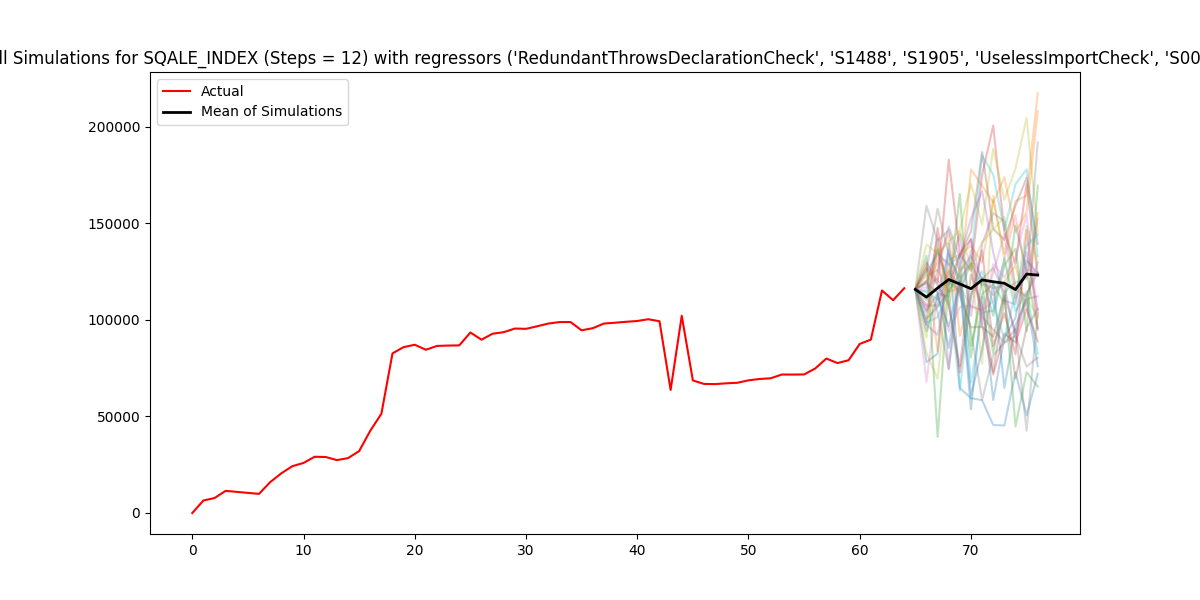 ll Simulations for SQALE_INDEX (Steps = 12) with regressors ('RedundantThrowsDeclarationCheck', 'S1488', 'S1905', 'UselessImportCheck', 'S00
Actual
Mean of Simulations
200000
150000
100000
50000
0
0 10 20 30 40 50 60 70